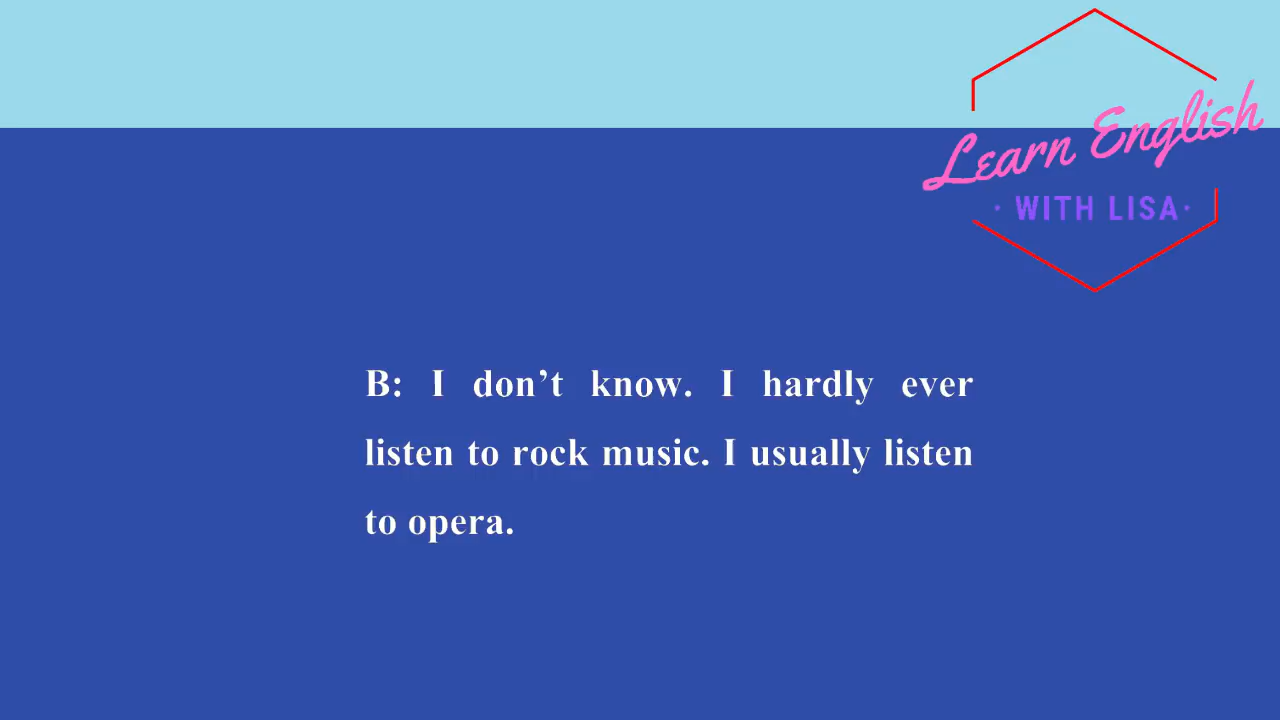 Learn English
· WITH LISA·
B: I don’t know. I hardly ever
listen to rock music. I usually listen
to opera.